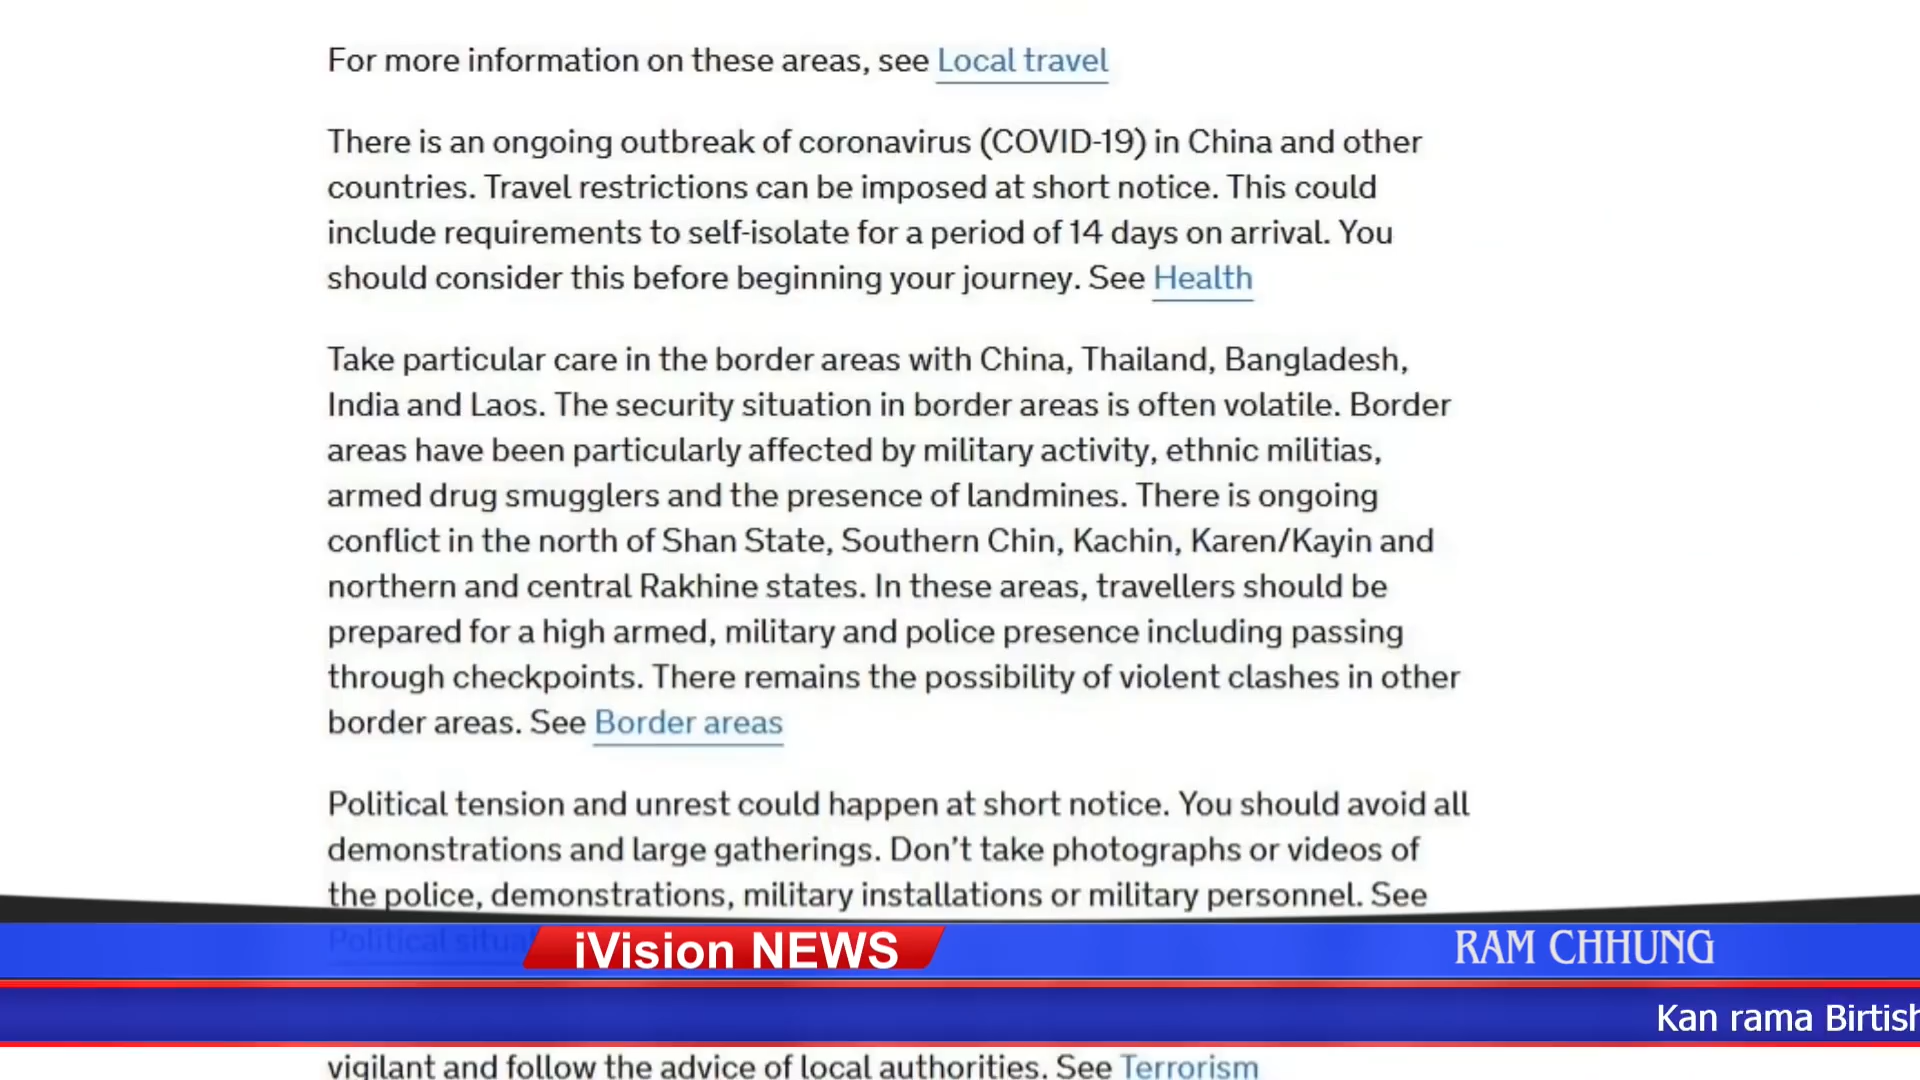 For more information on these areas, see Local travel
There is an ongoing outbreak of coronavirus (COVID-19) in China and other
countries. Travel restrictions can be imposed at short notice. This could
include requirements to self-isolate for a period of 14 days on arrival. You
should consider this before beginning your journey. See Health
Take particular care in the border areas with China, Thailand, Bangladesh,
India and Laos. The security situation in border areas is often volatile. Border
areas have been particularly affected by military activity, ethnic militias,
armed drug smugglers and the presence of landmines. There is ongoing
conflict in the north of Shan State, Southern Chin, Kachin, Karen/Kayin and
northern and central Rakhine states. In these areas, travellers should be
prepared for a high armed, military and police presence including passing
through checkpoints. There remains the possibility of violent clashes in other
border areas. See Border areas
Political tension and unrest could happen at short notice. You should avoid all
demonstrations and large gatherings. Don't take photographs or videos of
the police, demonstrations, military installations or military personnel. See
Political
iVision NEWS
RAM CHHUNG
Kan rama Birtish
vigilant and follow the advice of local authorities. See Terrorism